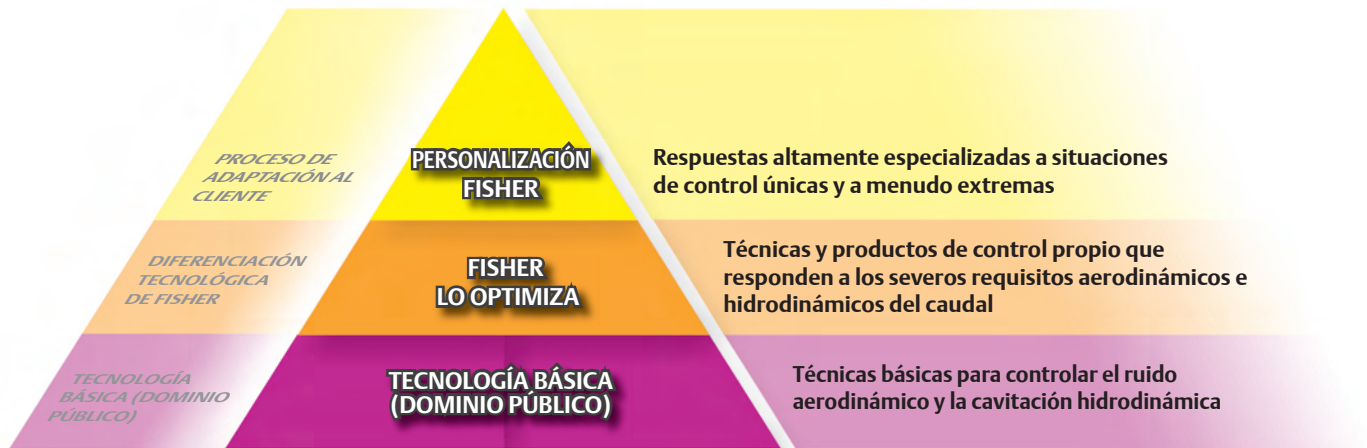 PROCESO DE
ADAPTACIÓN AL
CLIENTE
PERSONALIZACIÓN
FISHER
Respuestas altamente especializadas a situaciones
de control únicas y a menudo extremas
DIFERENCIACIÓN
TECNOLÓGICA
DE FISHER
FISHER
LO OPTIMIZA
Técnicas y productos de control propio que
responden a los severos requisitos aerodinámicos e
hidrodinámicos del caudal
TECNOLOGÍA
BÁSICA (DOMINIO
PÚBLICO)
TECNOLOGÍA BÁSICA
(DOMINIO PÚBLICO)
Técnicas básicas para controlar el ruido
aerodinámico y la cavitación hidrodinámica